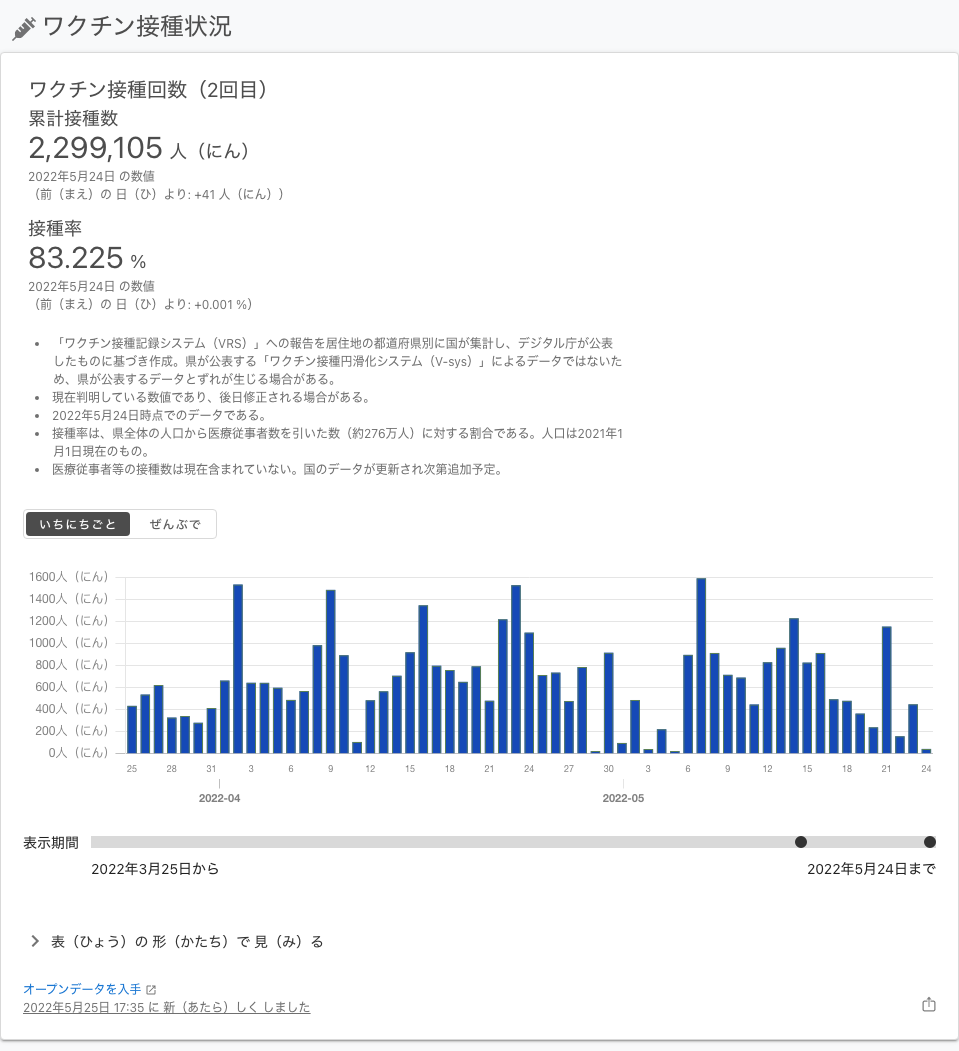 ワクチン接種状況
ワクチン接種回数（2回目）
累計接種数
2,299,105 人（にん）
2022年5月24日 の数値
（前（まえ）の 日（ひ）より: +41 人（にん））
接種率
83.225 %
2022年5月24日 の数値
（前（まえ）の 日（ひ）より: +0.001 %）
• 「ワクチン接種記録システム（VRS）」への報告を居住地の都道府県別に国が集計し、デジタル庁が公表
したものに基づき作成。県が公表する「ワクチン接種円滑化システム（V-sys）」によるデータではないた
め、県が公表するデータとずれが生じる場合がある。
• 現在判明している数値であり、後日修正される場合がある。
• 2022年5月24日時点でのデータである。
• 接種率は、県全体の人口から医療従事者数を引いた数（約276万人）に対する割合である。人口は2021年1
月1日現在のもの。
• 医療従事者等の接種数は現在含まれていない。国のデータが更新され次第追加予定。
いちにちごと ぜんぶで
1600人（にん）
1400人（にん）
1200人（にん）
1000人（にん）
800人（にん）
600人（にん）
400人（にん）
200人（にん）
0人（にん）
25 28 31 3 6 9 12 15 18 21 24 27 30 3 6 9 12 15 18 21 24
2022-04 2022-05
表示期間
2022年3月25日から 2022年5月24日まで
表（ひょう）の 形（かたち）で 見（み）る
オープンデータを入手
2022年5月25日 17:35 に 新（あたら）しく しました